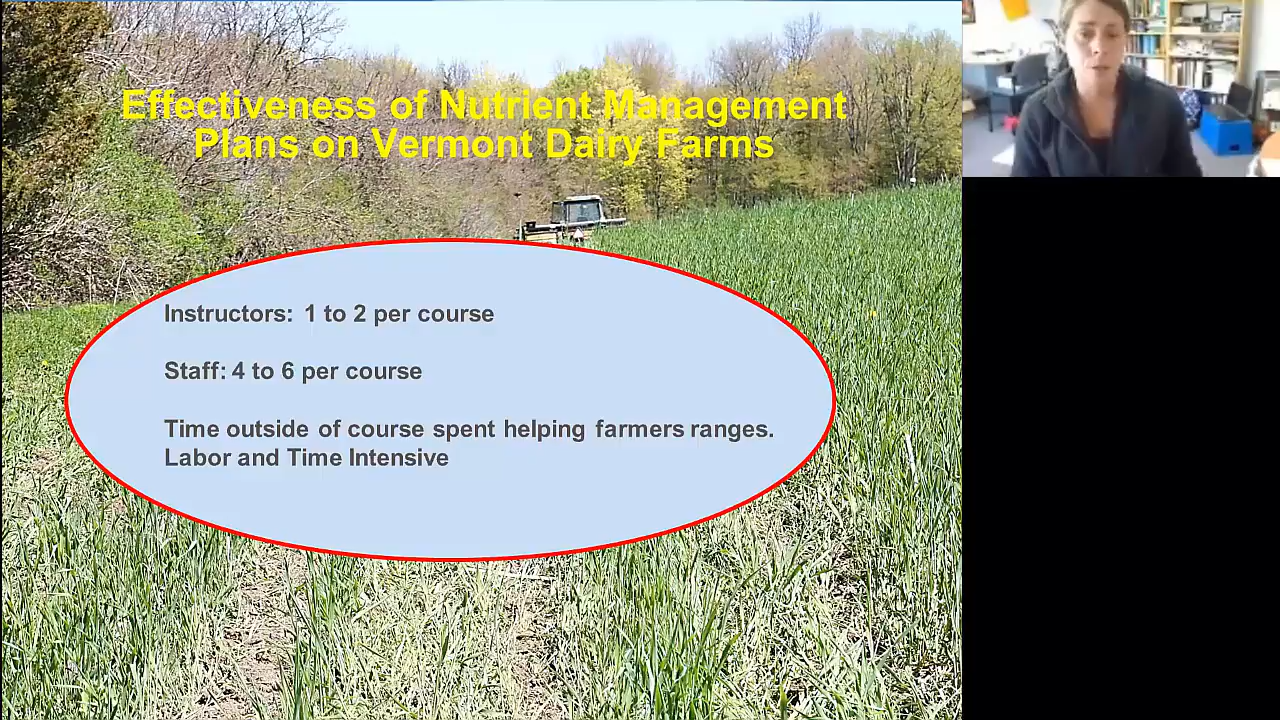 Effectiveness of Nutrient Management
Plans on Vermont Dairy Farms
Instructors: 1 to 2 per course
Staff: 4 to 6 per course
Time outside of course spent helping farmers ranges.
Labor and Time Intensive